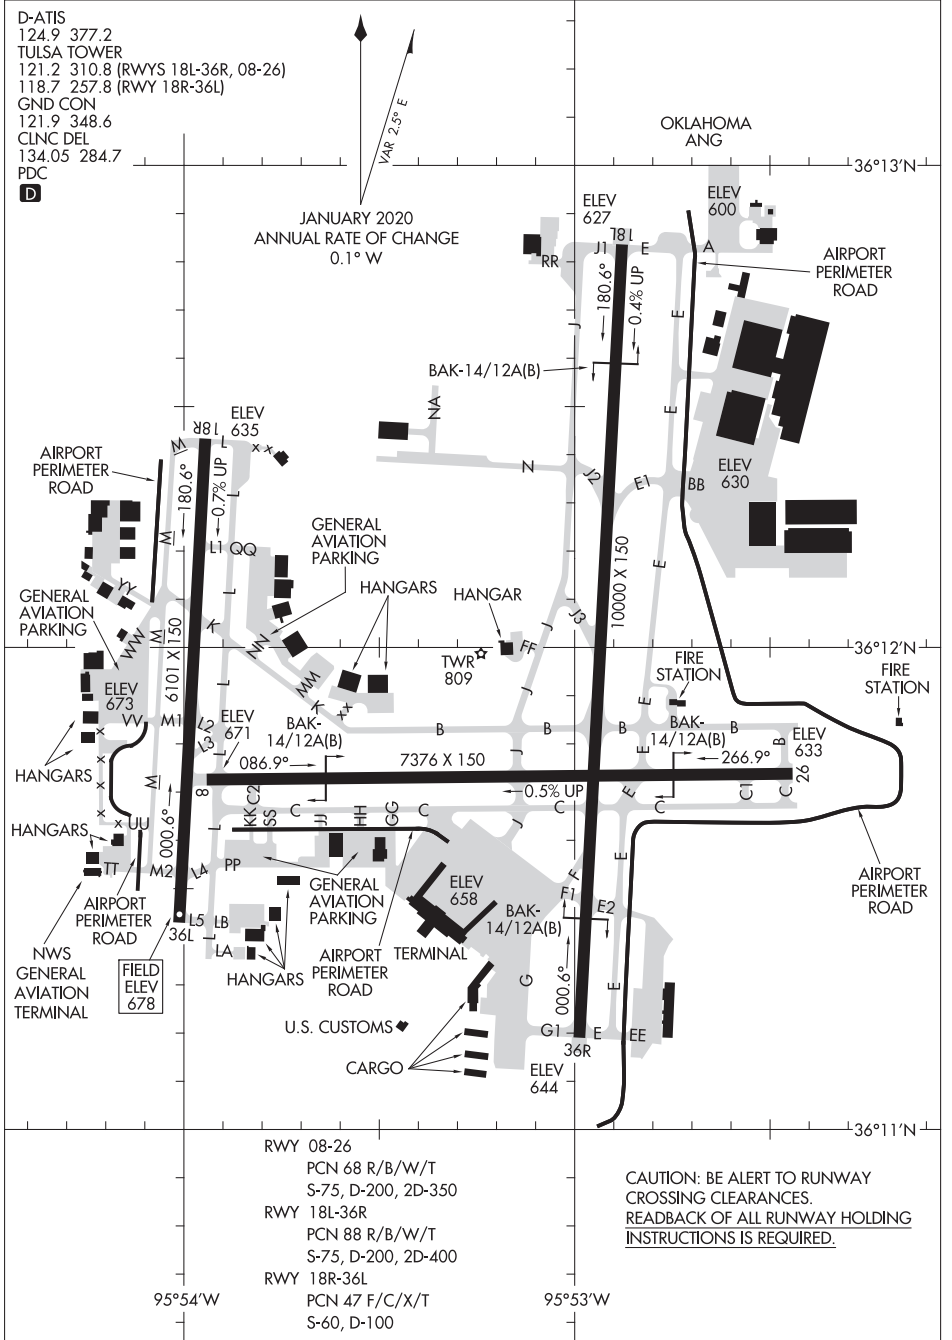 D-ATIS
124.9 377.2
TULSA TOWER
121.2 310.8 (RWYS 18L-36R, 08-26)
118.7 257.8 (RWY 18R-36L)
GND CON
121.9 348.6
CLNC DEL
134.05 284.7
PDC
D
VAR 2.5° E
JANUARY 2020
ANNUAL RATE OF CHANGE
0.1° W
OKLAHOMA
ANG
36°13'N
ELEV
627
ELEV
600
18L
J1
E
A
RR
AIRPORT
PERIMETER
ROAD
180.6°
0.4% UP
J
E
BAK-14/12A(B)
E
NA
ELEV
635
18R
M
L
x x
AIRPORT
PERIMETER
ROAD
180.6°
0.7% UP
L
N
J2
E1
BB
ELEV
630
M
L1
QQ
GENERAL
AVIATION
PARKING
10000 X 150
E
YY
HANGARS
HANGAR
GENERAL
AVIATION
PARKING
L
K
NN
J3
J
FF
WW
M
6101 X 150
36°12'N
TWR
809
FIRE
STATION
FIRE
STATION
ELEV
673
L
MM
K
xx
J
E
VV
M1
L2
L3
ELEV
671
BAK-
14/12A(B)
B
B
B
E
BAK-
14/12A(B)
B
B
ELEV
633
x
HANGARS
x
x
x
M
086.9°
7376 X 150
J
266.9°
26
8
C2
0.5% UP
E
C1
C
000.6°
L
KK
SS
C
JJ
HH
GG
C
J
C
HANGARS
x
UU
TT
M2
L4
PP
GENERAL
AVIATION
PARKING
ELEV
658
F
F1
E
E2
AIRPORT
PERIMETER
ROAD
AIRPORT
PERIMETER
ROAD
36L
L5
LB
L
LA
BAK-
14/12A(B)
NWS
GENERAL
AVIATION
TERMINAL
FIELD
ELEV
678
HANGARS
AIRPORT
PERIMETER
ROAD
TERMINAL
G
000.6°
E
U.S. CUSTOMS
G1
E
EE
36R
CARGO
ELEV
644
36°11'N
RWY 08-26
PCN 68 R/B/W/T
S-75, D-200, 2D-350
RWY 18L-36R
PCN 88 R/B/W/T
S-75, D-200, 2D-400
RWY 18R-36L
PCN 47 F/C/X/T
S-60, D-100
CAUTION: BE ALERT TO RUNWAY
CROSSING CLEARANCES.
READBACK OF ALL RUNWAY HOLDING
INSTRUCTIONS IS REQUIRED.
95°54'W
95°53'W